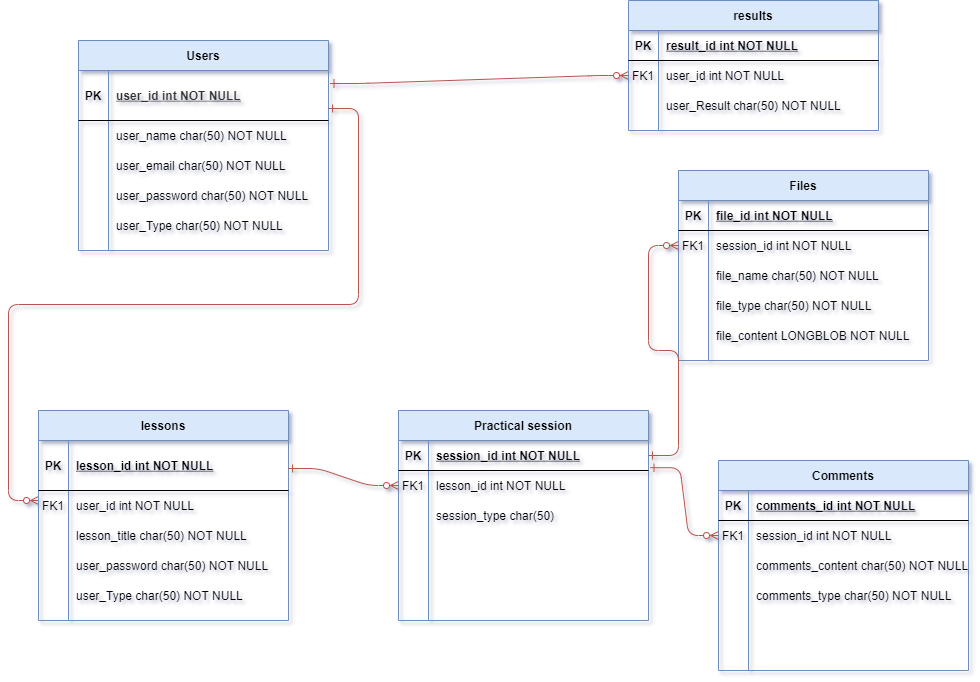 Users
PK user_id int NOT NULL
user_name char(50) NOT NULL
user_email char(50) NOT NULL
user_password char(50) NOT NULL
user_Type char(50) NOT NULL
results
PK result_id int NOT NULL
FK1 user_id int NOT NULL
user_Result char(50) NOT NULL
Files
PK file_id int NOT NULL
FK1 session_id int NOT NULL
file_name char(50) NOT NULL
file_type char(50) NOT NULL
file_content LONGBLOB NOT NULL
lessons
PK lesson_id int NOT NULL
FK1 user_id int NOT NULL
lesson_title char(50) NOT NULL
user_password char(50) NOT NULL
user_Type char(50) NOT NULL
Practical session
PK session_id int NOT NULL
FK1 lesson_id int NOT NULL
session_type char(50)
Comments
PK comments_id int NOT NULL
FK1 session_id int NOT NULL
comments_content char(50) NOT NULL
comments_type char(50) NOT NULL